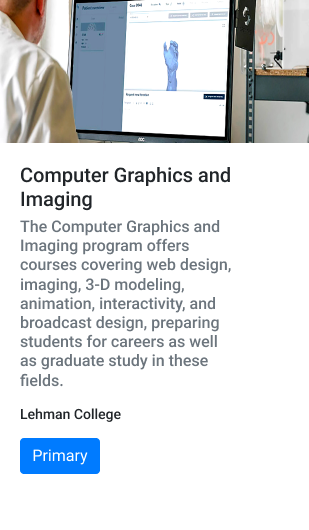 AOC
Computer Graphics and
Imaging
The Computer Graphics and
Imaging program offers
courses covering web design,
imaging, 3-D modeling,
animation, interactivity, and
broadcast design, preparing
students for careers as well
as graduate study in these
fields.
Lehman College
Primary